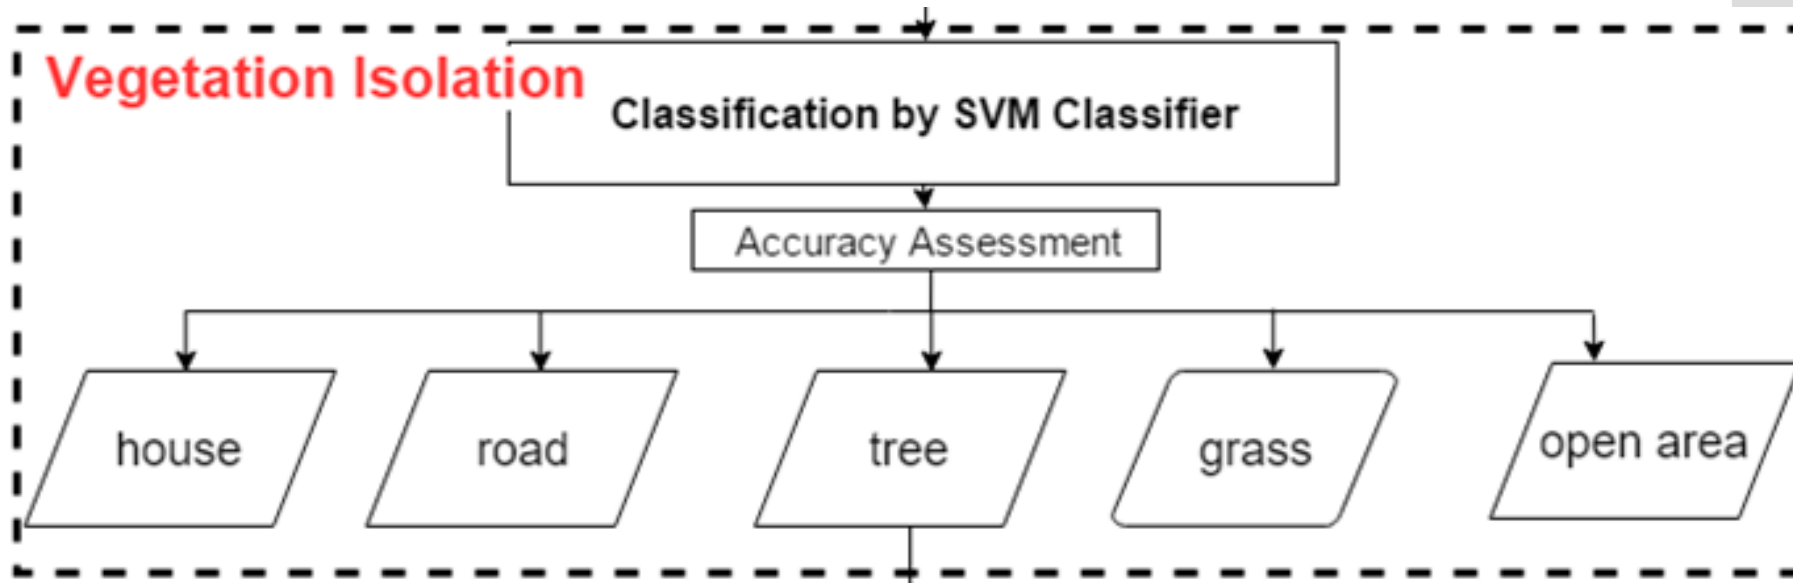 Vegetation Isolation
Classification by SVM Classifier
Accuracy Assessment
house
road
tree
grass
open area